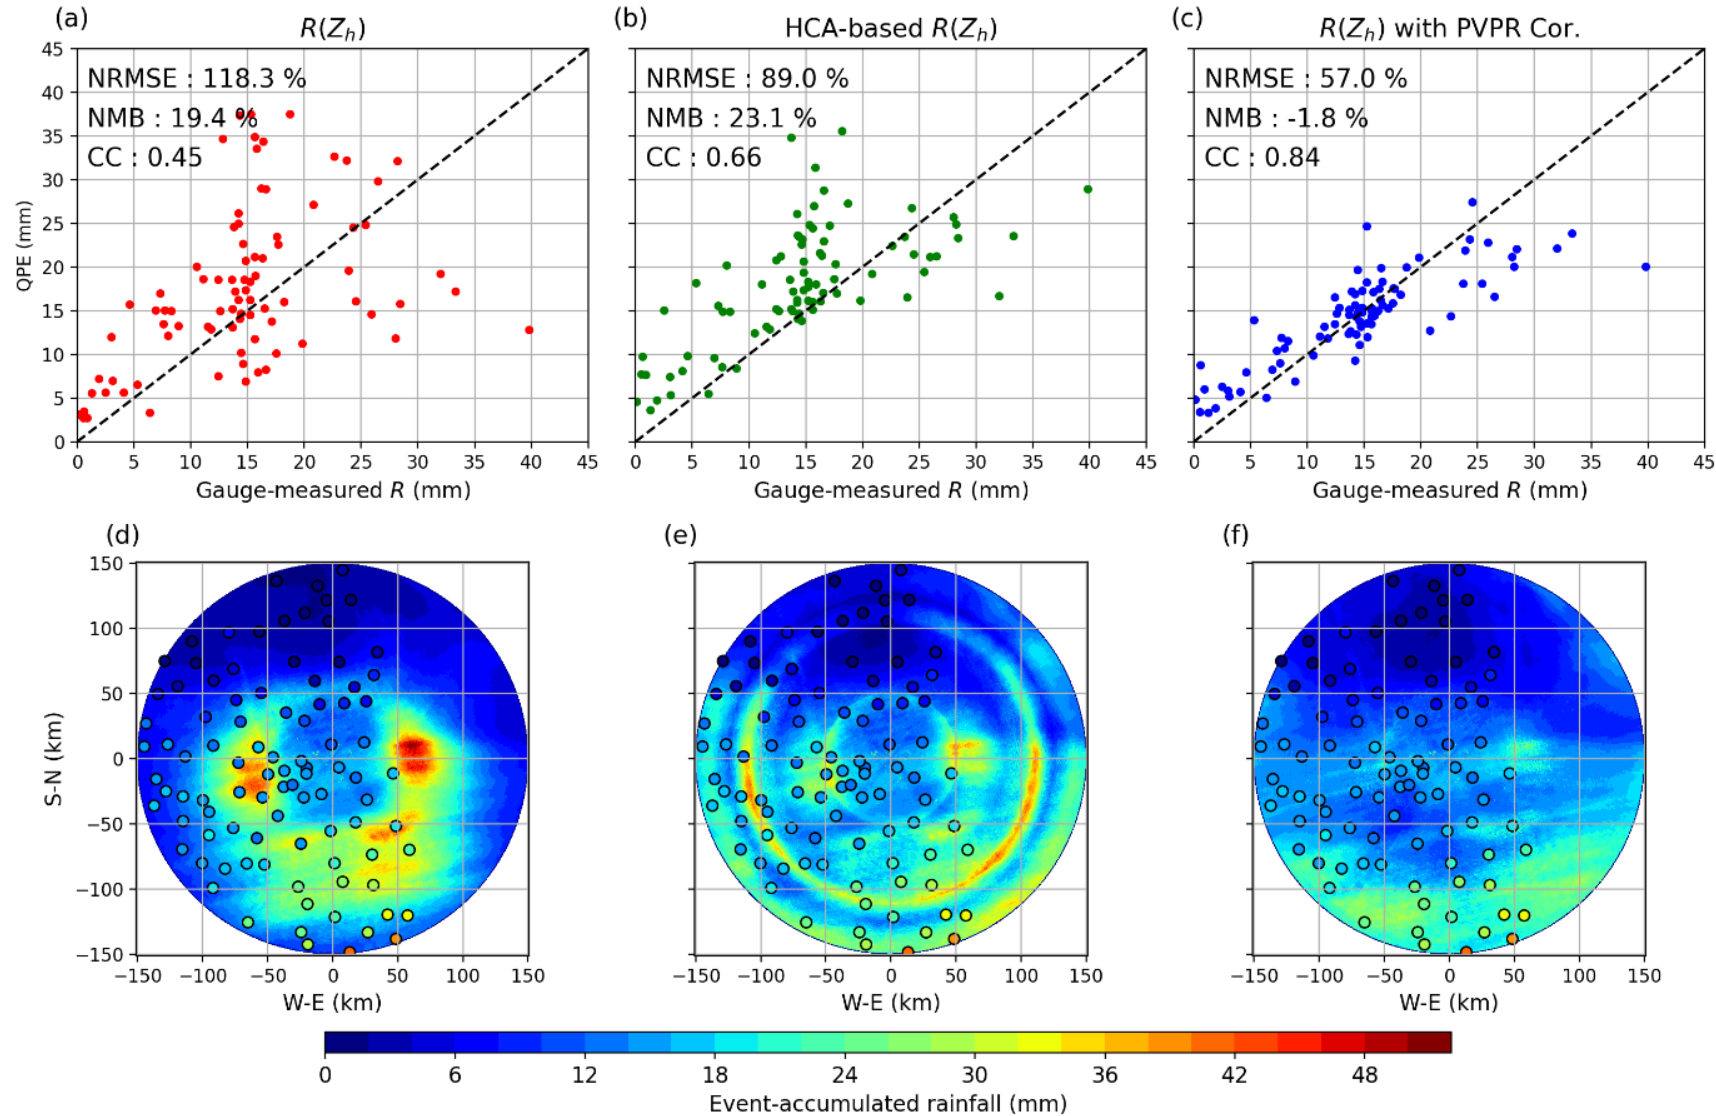 (a) R(Zh) (b) HCA-based R(Zh) (c) R(Zh) with PVPR Cor.
45
40
35
30
25
20
15
10
5
0
QPE (mm)
NRMSE : 118.3 %
NMB : 19.4 %
CC : 0.45
NRMSE : 89.0 %
NMB : 23.1 %
CC : 0.66
NRMSE : 57.0 %
NMB : -1.8 %
CC : 0.84
0 5 10 15 20 25 30 35 40 45
0 5 10 15 20 25 30 35 40 45
0 5 10 15 20 25 30 35 40 45
Gauge-measured R (mm) Gauge-measured R (mm) Gauge-measured R (mm)
(d) (e) (f)
150
100
50
0
−50
−100
−150
S-N (km)
−150 −100 −50 0 50 100 150
−150 −100 −50 0 50 100 150
−150 −100 −50 0 50 100 150
W-E (km) W-E (km) W-E (km)
0 6 12 18 24 30 36 42 48
Event-accumulated rainfall (mm)